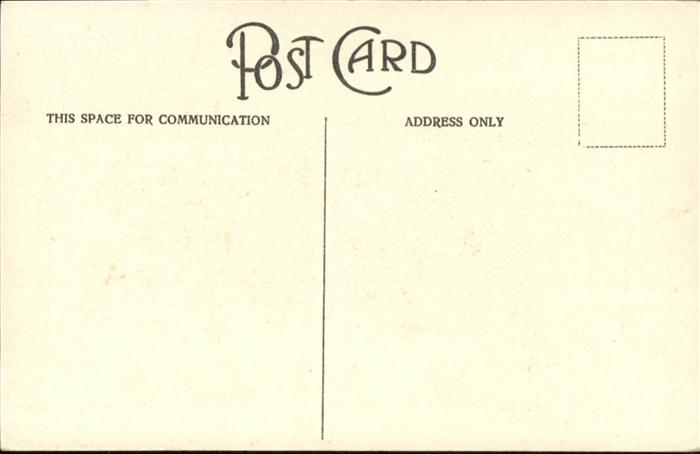 POST CARD
THIS SPACE FOR COMMUNICATION
ADDRESS ONLY